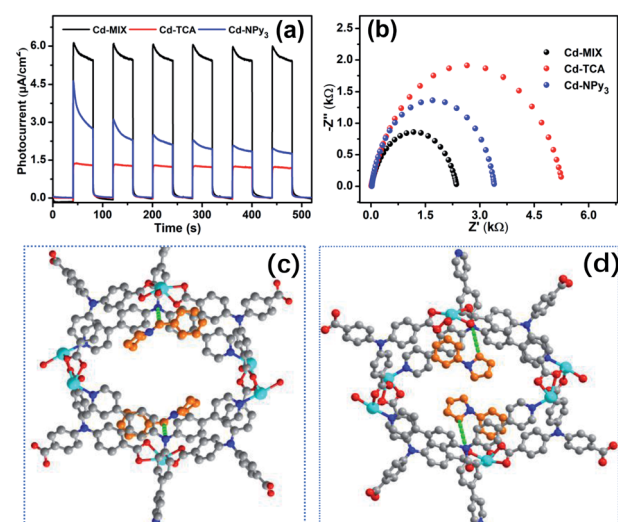 Cd-MIX Cd-TCA Cd-NPy₃ (a)
Photocurrent (μA/cm²)
6.0
4.5
3.0
1.5
0.0
0 100 200 300 400 500
Time (s)
(b)
Cd-MIX
Cd-TCA
Cd-NPy₃
-Z'' (kΩ)
2.5
2.0
1.5
1.0
0.5
0.0
0.0 1.5 3.0 4.5 6.0
Z' (kΩ)
(c)
(d)